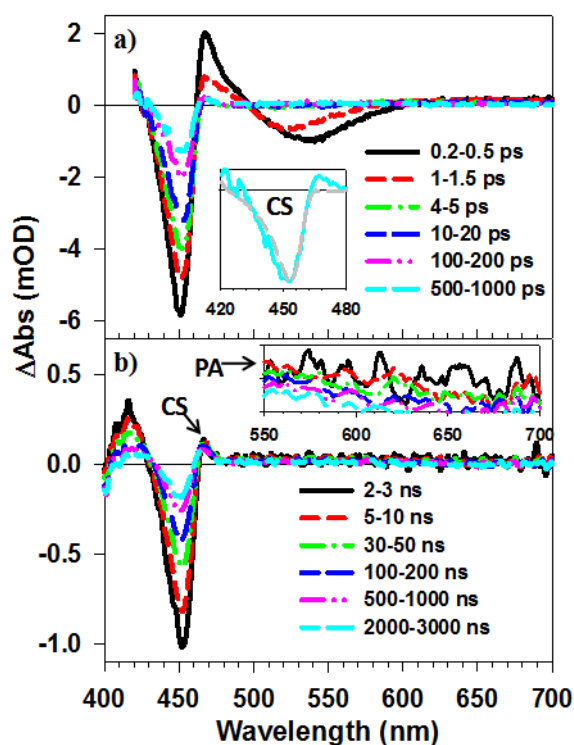 a)
2
0
-2
-4
-6
CS
420 450 480
0.2-0.5 ps
1-1.5 ps
4-5 ps
10-20 ps
100-200 ps
500-1000 ps
ΔAbs (mOD)
b)
0.5
0.0
-0.5
-1.0
PA
CS
550 600 650 700
2-3 ns
5-10 ns
30-50 ns
100-200 ns
500-1000 ns
2000-3000 ns
400 450 500 550 600 650 700
Wavelength (nm)